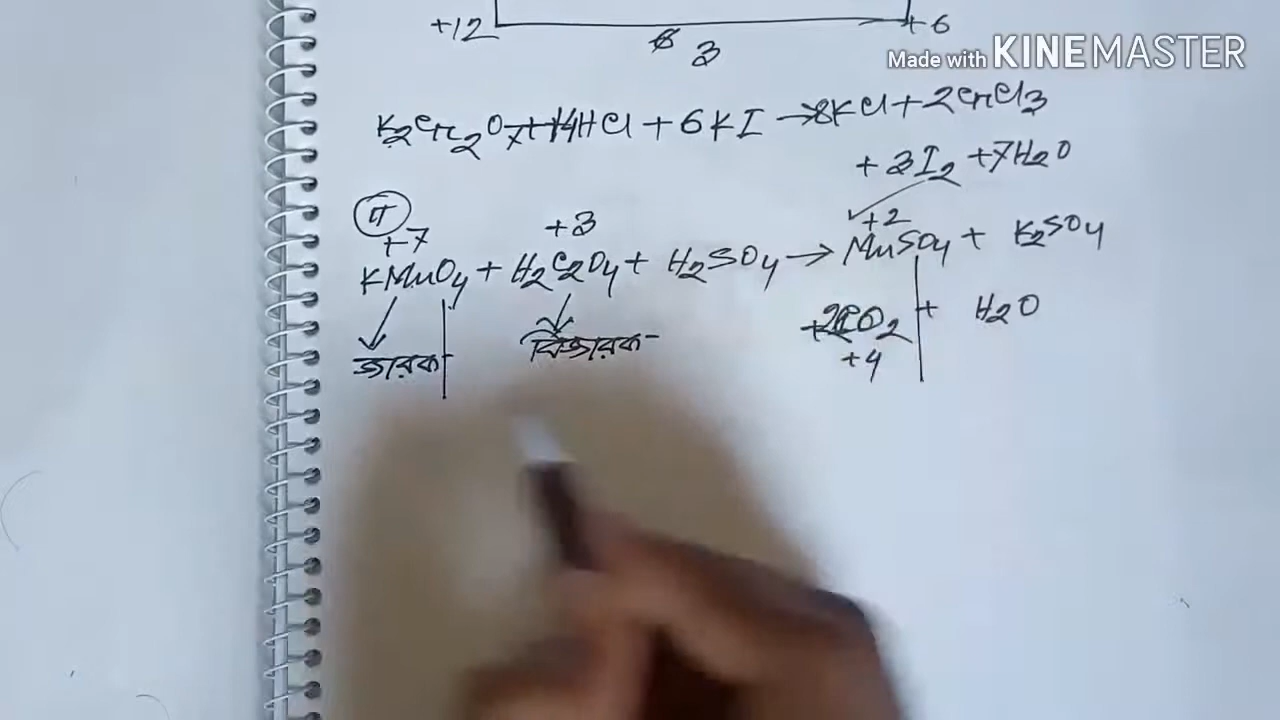 +12 +6
3
Made with KINEMASTER
K2Cr2O7+14HCl + 6KI → 8KCl + 2CrCl3
+ 3I2 + 7H2O
II
+7 +3 +2
KMnO4 + H2C2O4 + H2SO4 → MnSO4 + K2SO4
+2CO2 + H2O
জারক বিজারক
+4